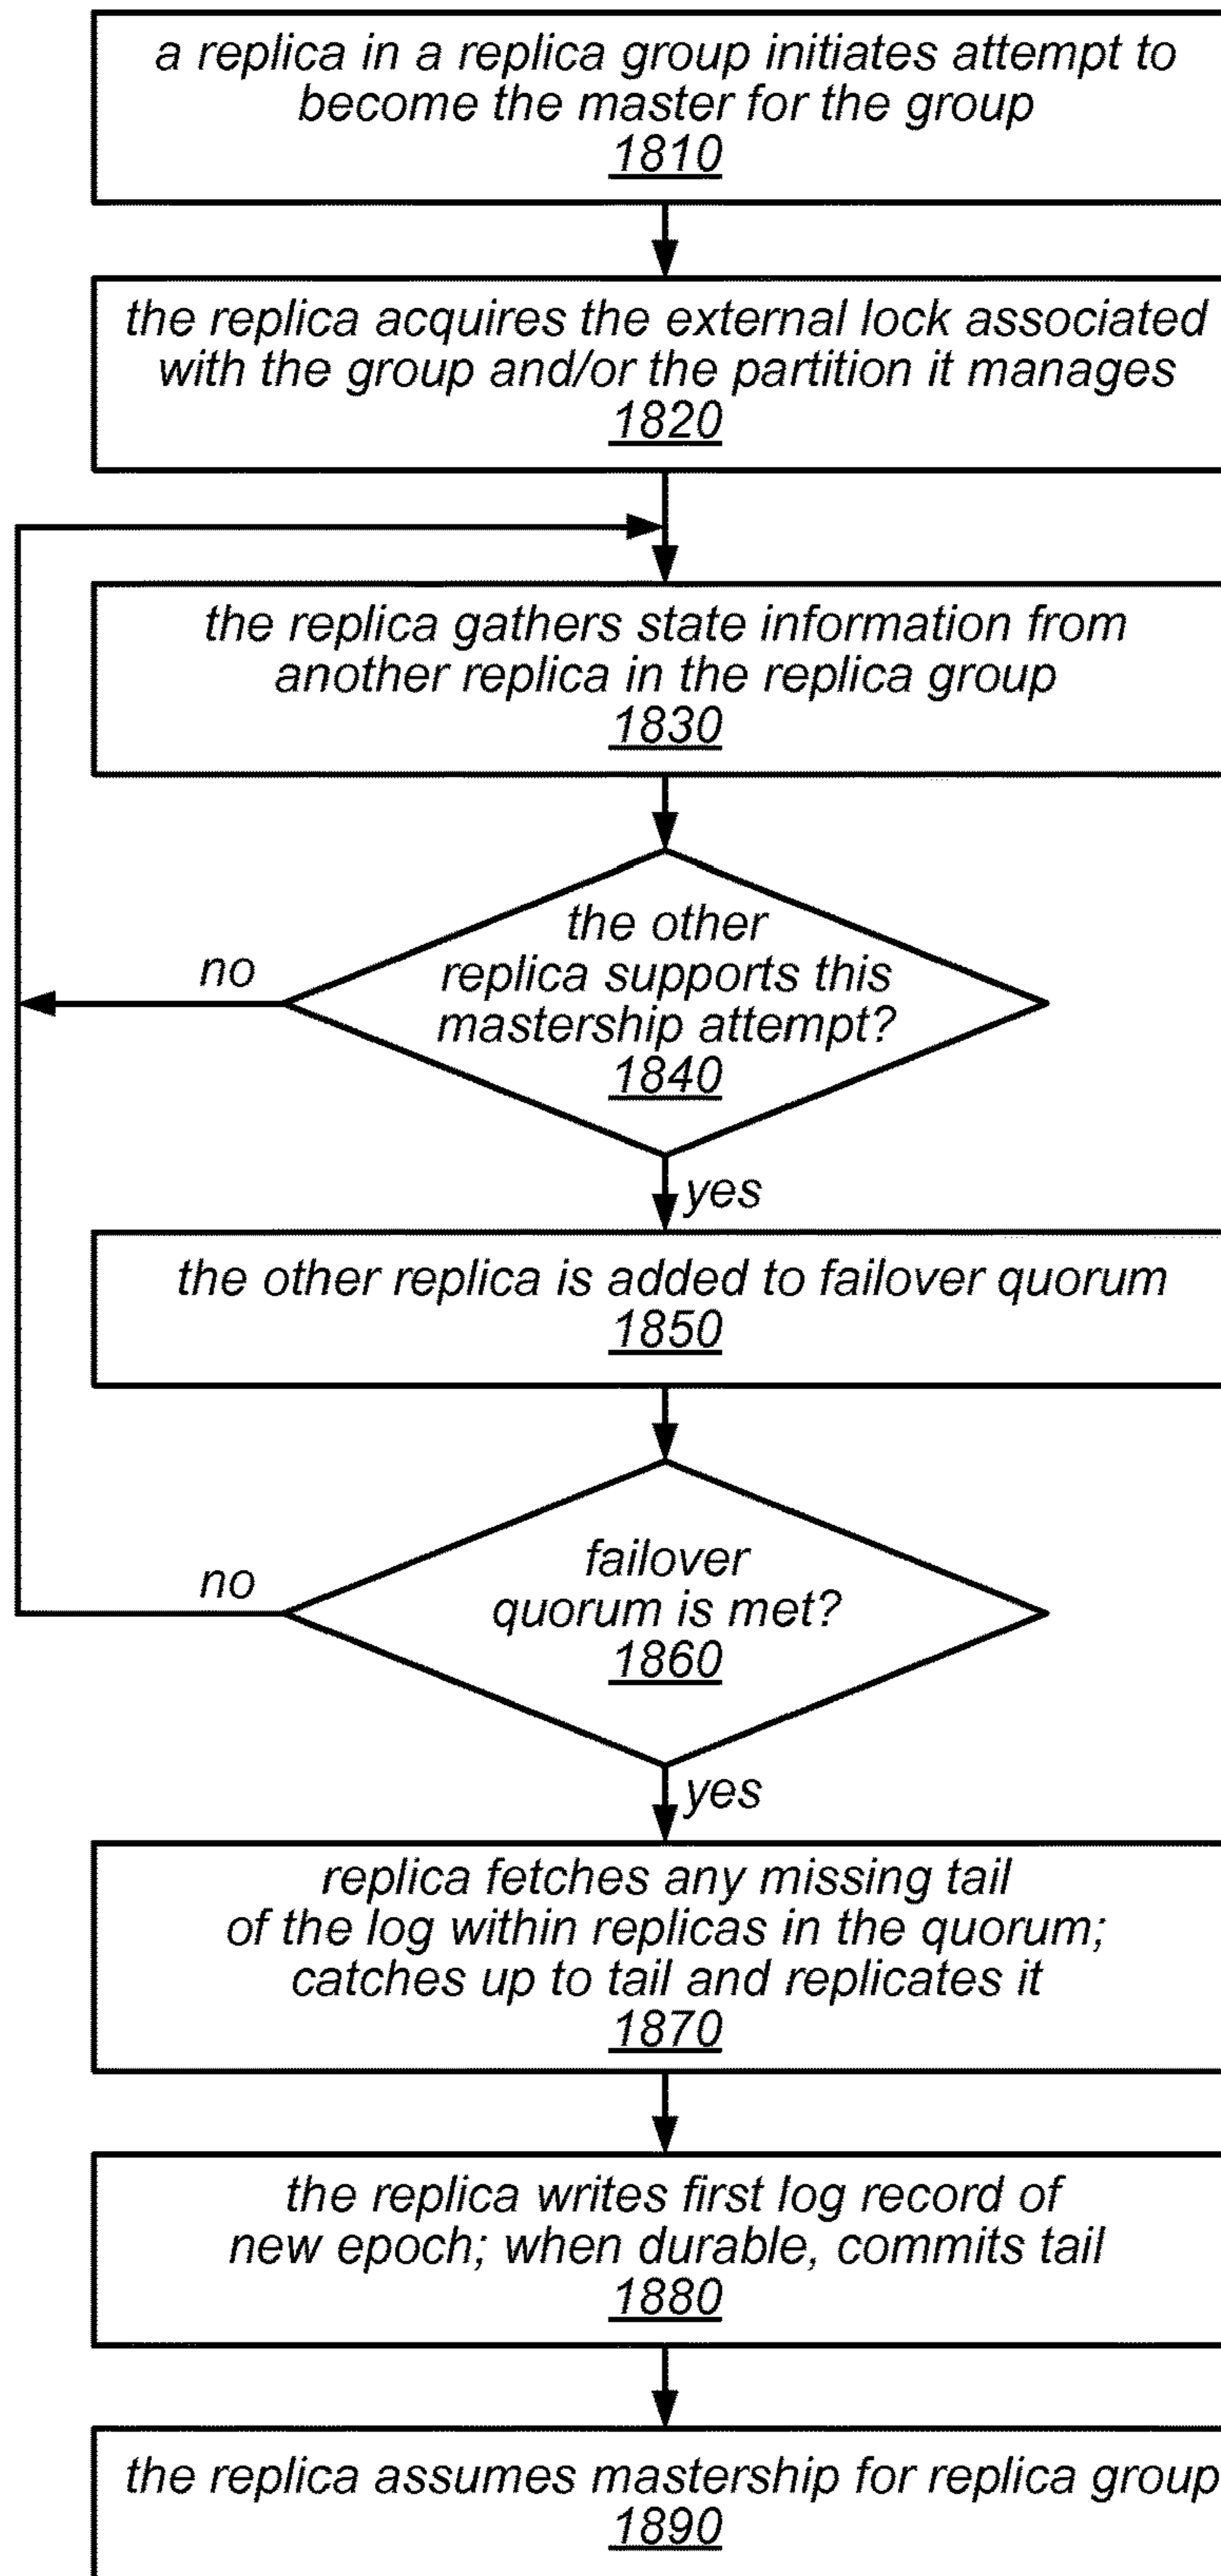 a replica in a replica group initiates attempt to
become the master for the group
1810
the replica acquires the external lock associated
with the group and/or the partition it manages
1820
the replica gathers state information from
another replica in the replica group
1830
the other
replica supports this
mastership attempt?
1840
no
yes
the other replica is added to failover quorum
1850
failover
quorum is met?
1860
no
yes
replica fetches any missing tail
of the log within replicas in the quorum;
catches up to tail and replicates it
1870
the replica writes first log record of
new epoch; when durable, commits tail
1880
the replica assumes mastership for replica group
1890